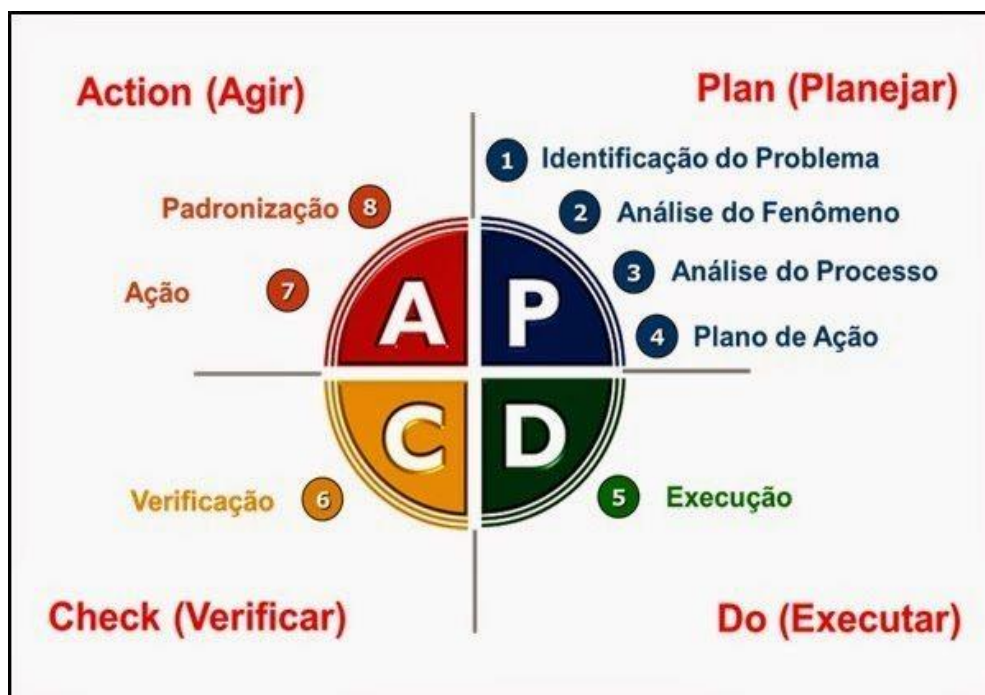 Action (Agir)
Plan (Planejar)
1 Identificação do Problema
2 Análise do Fenômeno
3 Análise do Processo
4 Plano de Ação
Padronização 8
Ação 7
A P
C D
Verificação 6
5 Execução
Check (Verificar)
Do (Executar)